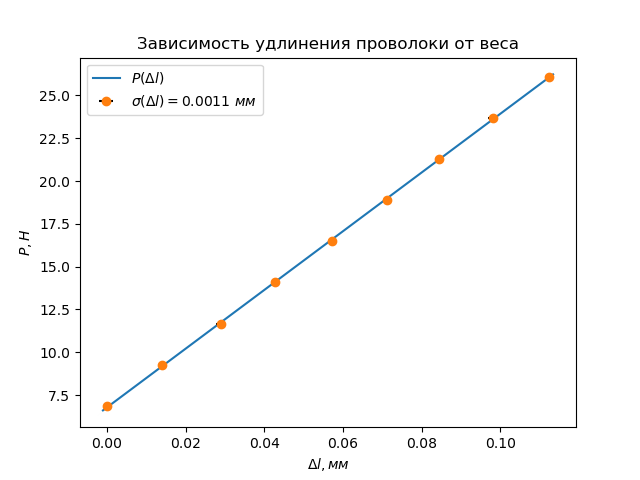 Зависимость удлинения проволоки от веса
P(Δl)
σ(Δl) = 0.0011 мм
25.0
22.5
20.0
17.5
15.0
12.5
10.0
7.5
P, Н
0.00 0.02 0.04 0.06 0.08 0.10
Δl, мм